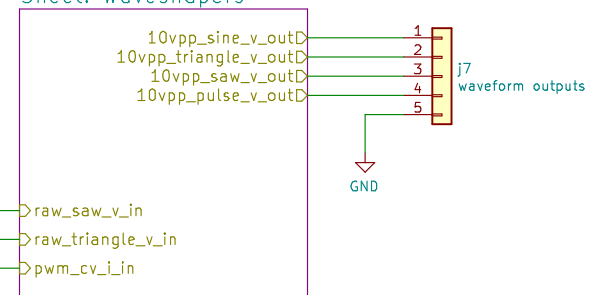 Sheet: waveshapers
10vpp_sine_v_out
10vpp_triangle_v_out
10vpp_saw_v_out
10vpp_pulse_v_out
1
2
3
4
5
j7
waveform outputs
GND
raw_saw_v_in
raw_triangle_v_in
pwm_cv_i_in